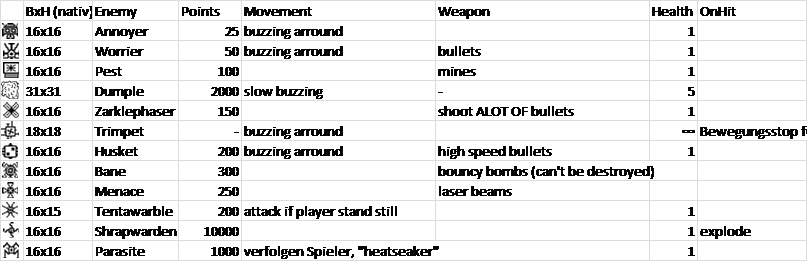 BxH (nativ) Enemy Points Movement Weapon Health OnHit
16x16 Annoyer 25 buzzing arround 1
16x16 Worrier 50 buzzing arround bullets 1
16x16 Pest 100 mines 1
31x31 Dumple 2000 slow buzzing - 5
16x16 Zarklephaser 150 shoot ALOT OF bullets 1
18x18 Trimpet - buzzing arround Bewegungsstop
16x16 Husket 200 buzzing arround high speed bullets 1
16x16 Bane 300 bouncy bombs (can't be destroyed)
16x16 Menace 250 laser beams
16x15 Tentawarble 200 attack if player stand still 1
16x16 Shrapwarden 10000 1 explode
16x16 Parasite 1000 verfolgen Spieler, "heatseaker" 1